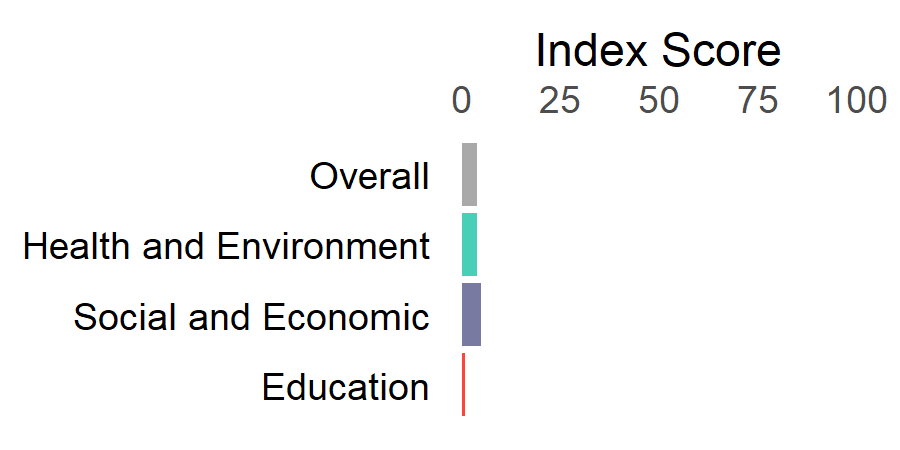 Index Score
0 25 50 75 100
Overall
Health and Environment
Social and Economic
Education